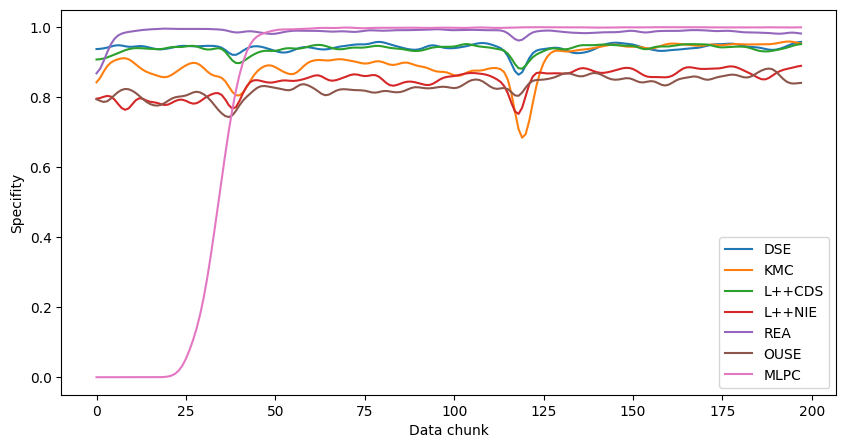 1.0
0.8
0.6
0.4
0.2
0.0
Specifity
0
25
50
75
100
125
150
175
200
Data chunk
DSE
KMC
L++CDS
L++NIE
REA
OUSE
MLPC